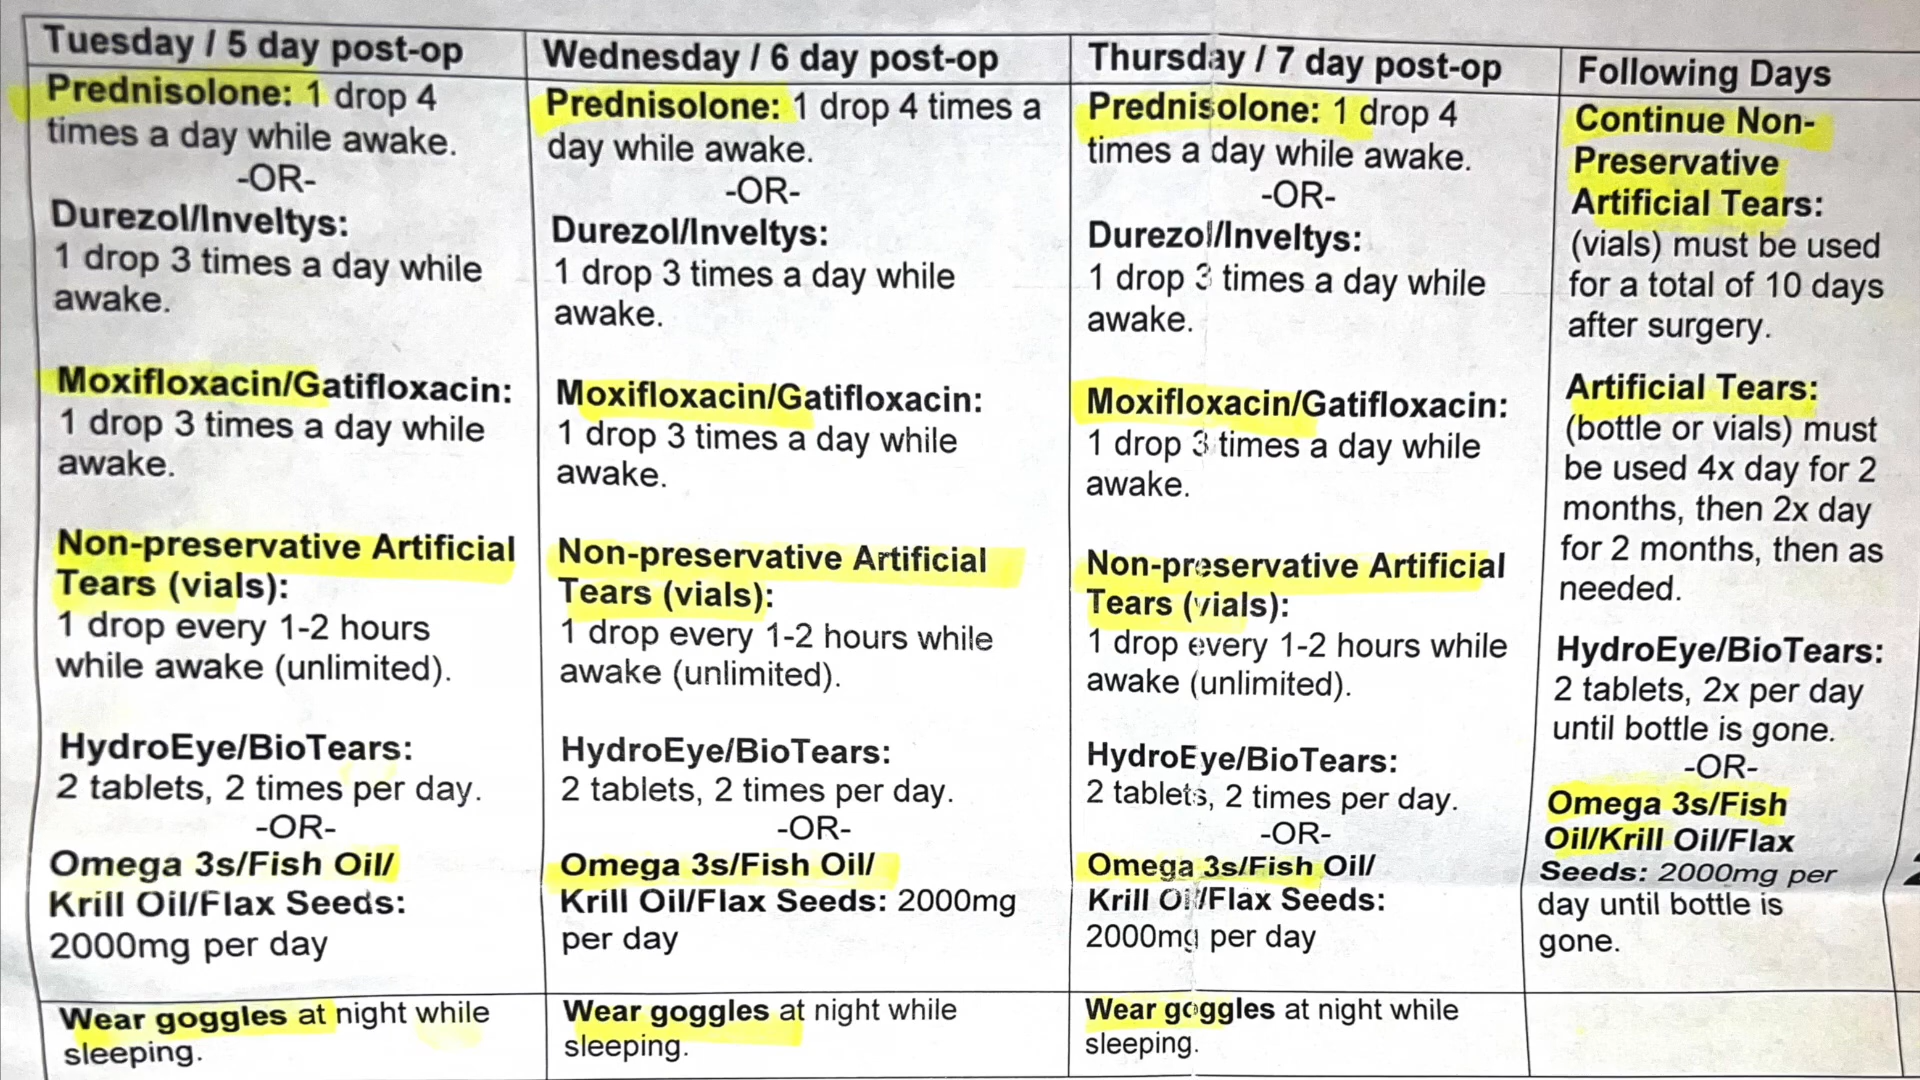 Tuesday / 5 day post-op
Prednisolone: 1 drop 4
times a day while awake.
-OR-
Durezol/Inveltys:
1 drop 3 times a day while
awake.
Moxifloxacin/Gatifloxacin:
1 drop 3 times a day while
awake.
Non-preservative Artificial
Tears (vials):
1 drop every 1-2 hours
while awake (unlimited).
HydroEye/BioTears:
2 tablets, 2 times per day.
-OR-
Omega 3s/Fish Oil/
Krill Oil/Flax Seeds:
2000mg per day
Wear goggles at night while
sleeping.
Wednesday / 6 day post-op
Prednisolone: 1 drop 4 times a
day while awake.
-OR-
Durezol/Inveltys:
1 drop 3 times a day while
awake.
Moxifloxacin/Gatifloxacin:
1 drop 3 times a day while
awake.
Non-preservative Artificial
Tears (vials):
1 drop every 1-2 hours while
awake (unlimited).
HydroEye/BioTears:
2 tablets, 2 times per day.
-OR-
Omega 3s/Fish Oil/
Krill Oil/Flax Seeds: 2000mg
per day
Wear goggles at night while
sleeping.
Thursday / 7 day post-op
Prednisolone: 1 drop 4
times a day while awake.
-OR-
Durezol/Inveltys:
1 drop 3 times a day while
awake.
Moxifloxacin/Gatifloxacin:
1 drop 3 times a day while
awake.
Non-preservative Artificial
Tears (vials):
1 drop every 1-2 hours while
awake (unlimited).
HydroEye/BioTears:
2 tablets, 2 times per day.
-OR-
Omega 3s/Fish Oil/
Krill Oil/Flax Seeds:
2000mg per day
Wear goggles at night while
sleeping.
Following Days
Continue Non-
Preservative
Artificial Tears:
(vials) must be used
for a total of 10 days
after surgery.
Artificial Tears:
(bottle or vials) must
be used 4x day for 2
months, then 2x day
for 2 months, then as
needed.
HydroEye/BioTears:
2 tablets, 2x per day
until bottle is gone.
-OR-
Omega 3s/Fish
Oil/Krill Oil/Flax
Seeds: 2000mg per
day until bottle is
gone.